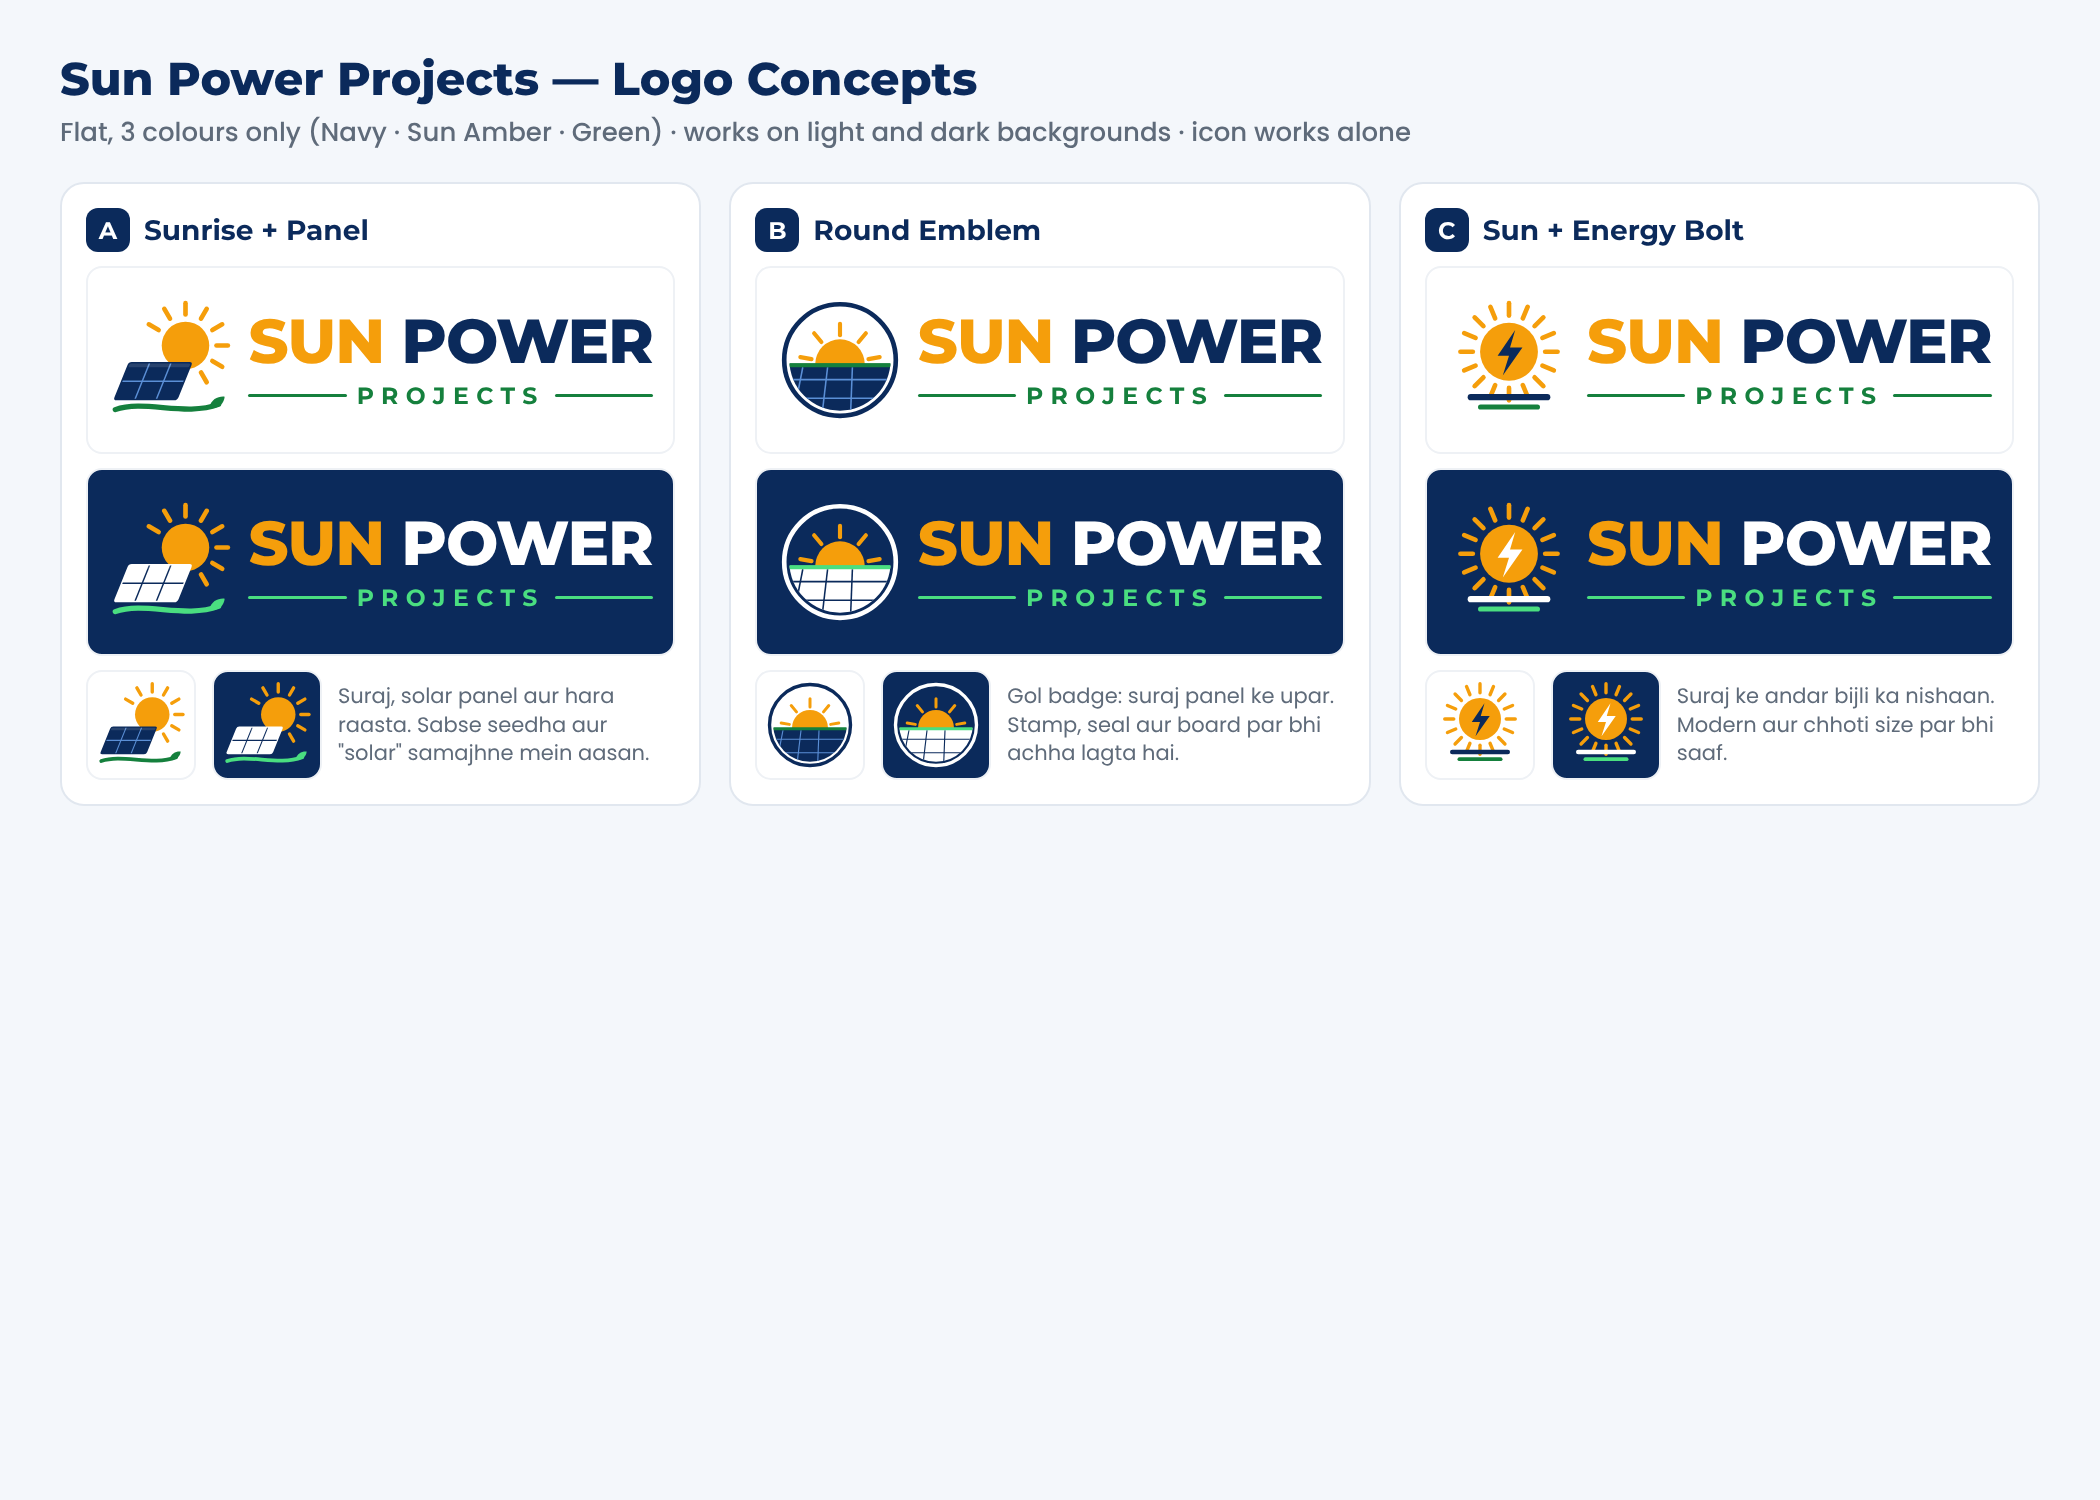 Sun Power Projects — Logo Concepts
Flat, 3 colours only (Navy · Sun Amber · Green) · works on light and dark backgrounds · icon works alone
A Sunrise + Panel
SUN POWER
PROJECTS
SUN POWER
PROJECTS
Suraj, solar panel aur hara
raasta. Sabse seedha aur
"solar" samajhne mein aasan.
B Round Emblem
SUN POWER
PROJECTS
SUN POWER
PROJECTS
Gol badge: suraj panel ke upar.
Stamp, seal aur board par bhi
achha lagta hai.
C Sun + Energy Bolt
SUN POWER
PROJECTS
SUN POWER
PROJECTS
Suraj ke andar bijli ka nishaan.
Modern aur chhoti size par bhi
saaf.